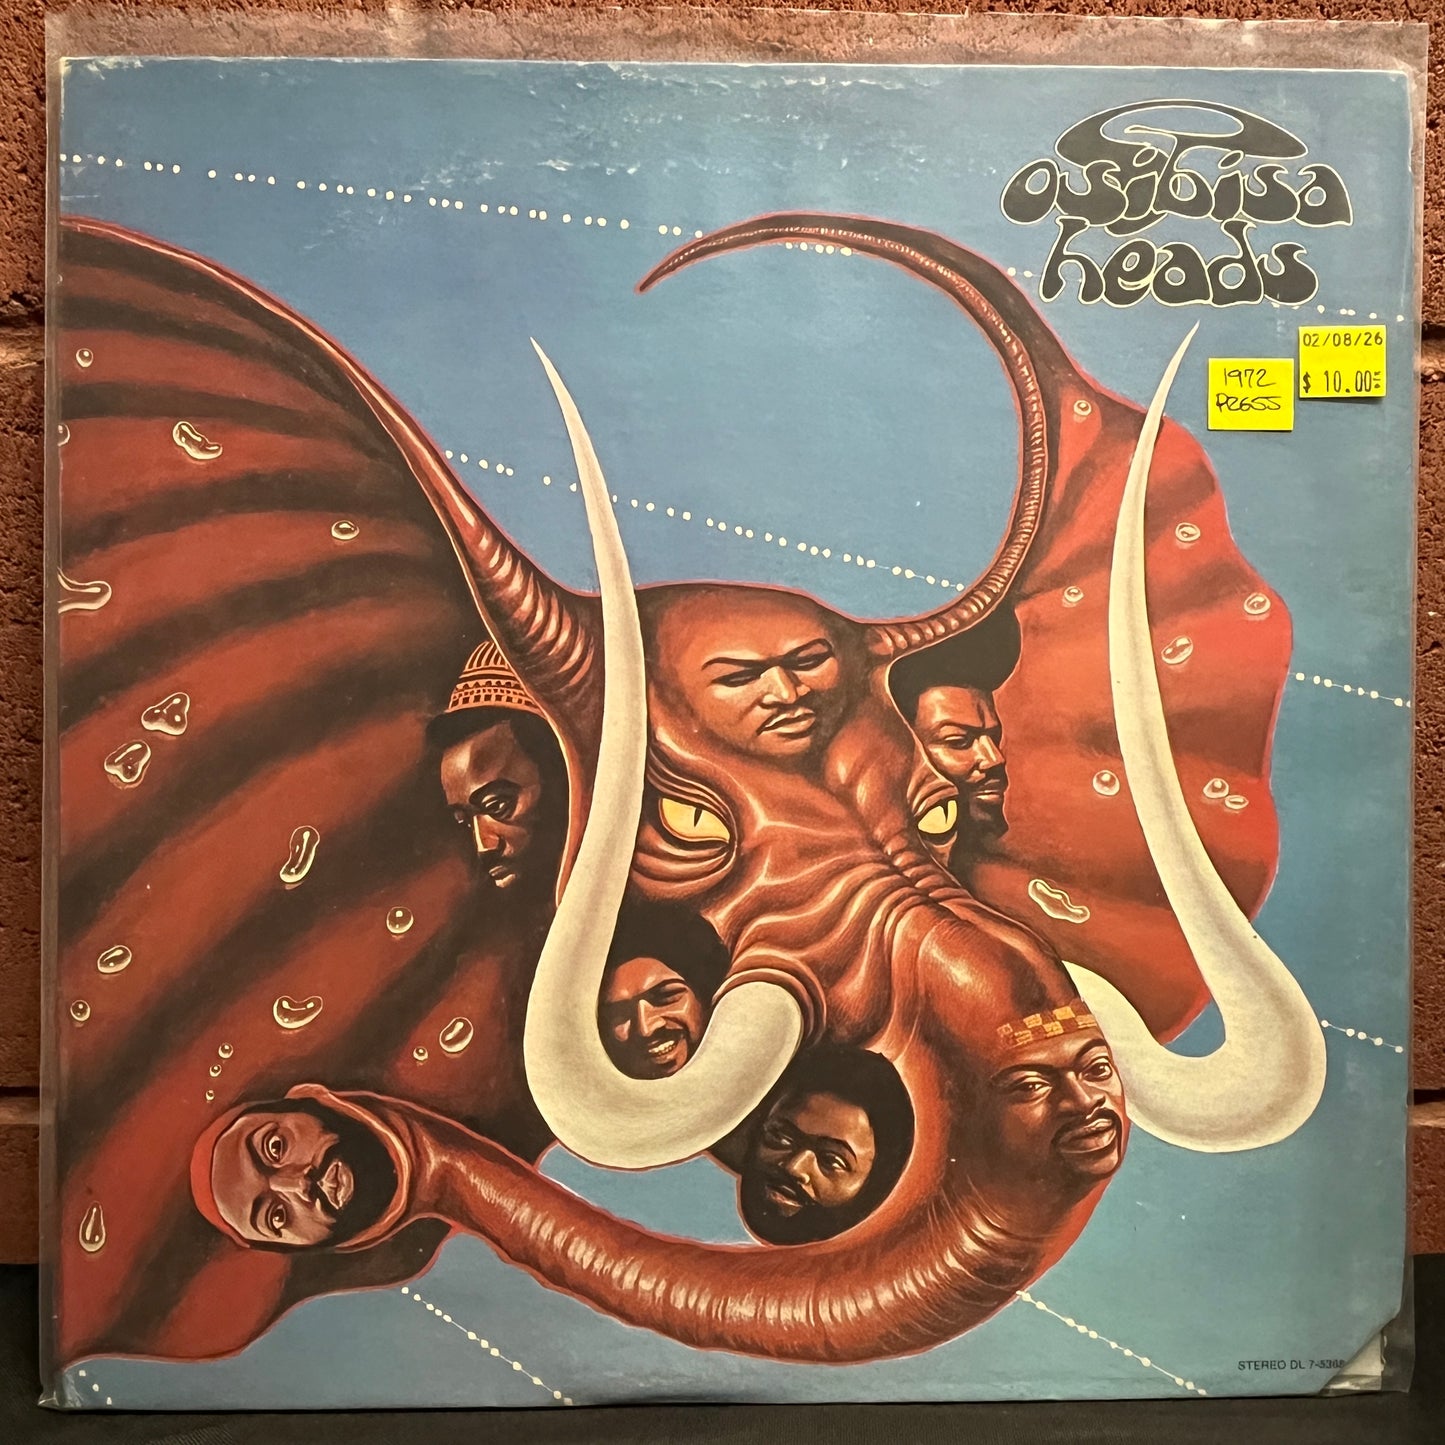 osibisa
heads
02/08/26
$ 10.00
1972
PRESS
STEREO DL 7-5368